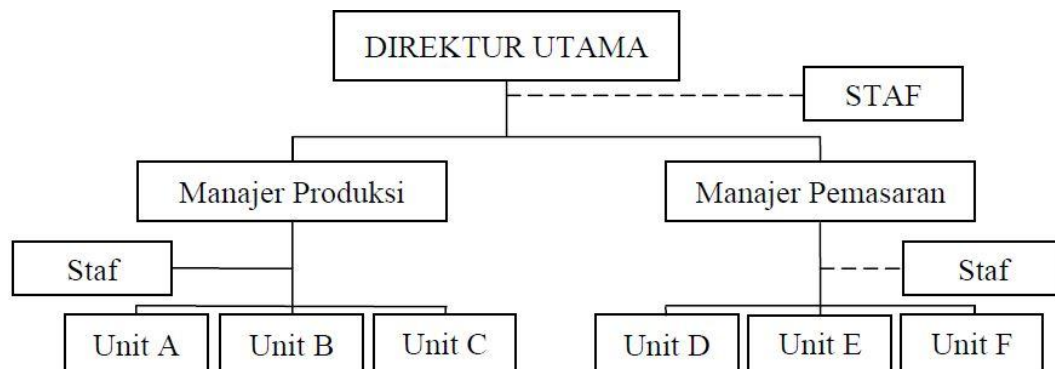 DIREKTUR UTAMA
STAF
Manajer Produksi
Manajer Pemasaran
Staf
Staf
Unit A
Unit B
Unit C
Unit D
Unit E
Unit F